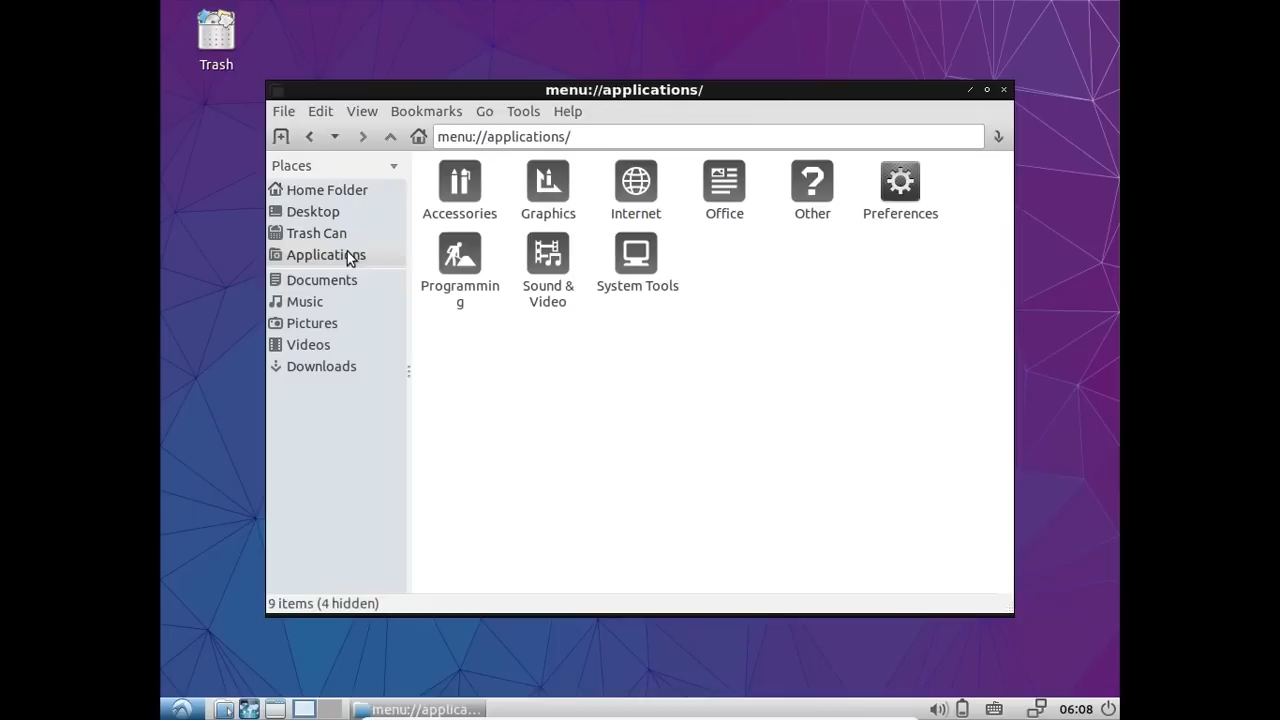 Trash
menu://applications/
File Edit View Bookmarks Go Tools Help
menu://applications/
Places
Home Folder
Desktop
Trash Can
Applications
Documents
Music
Pictures
Videos
Downloads
Accessories Graphics Internet Office Other Preferences
Programmin
g
Sound &
Video
System Tools
9 items (4 hidden)
menu://applica...
06:08